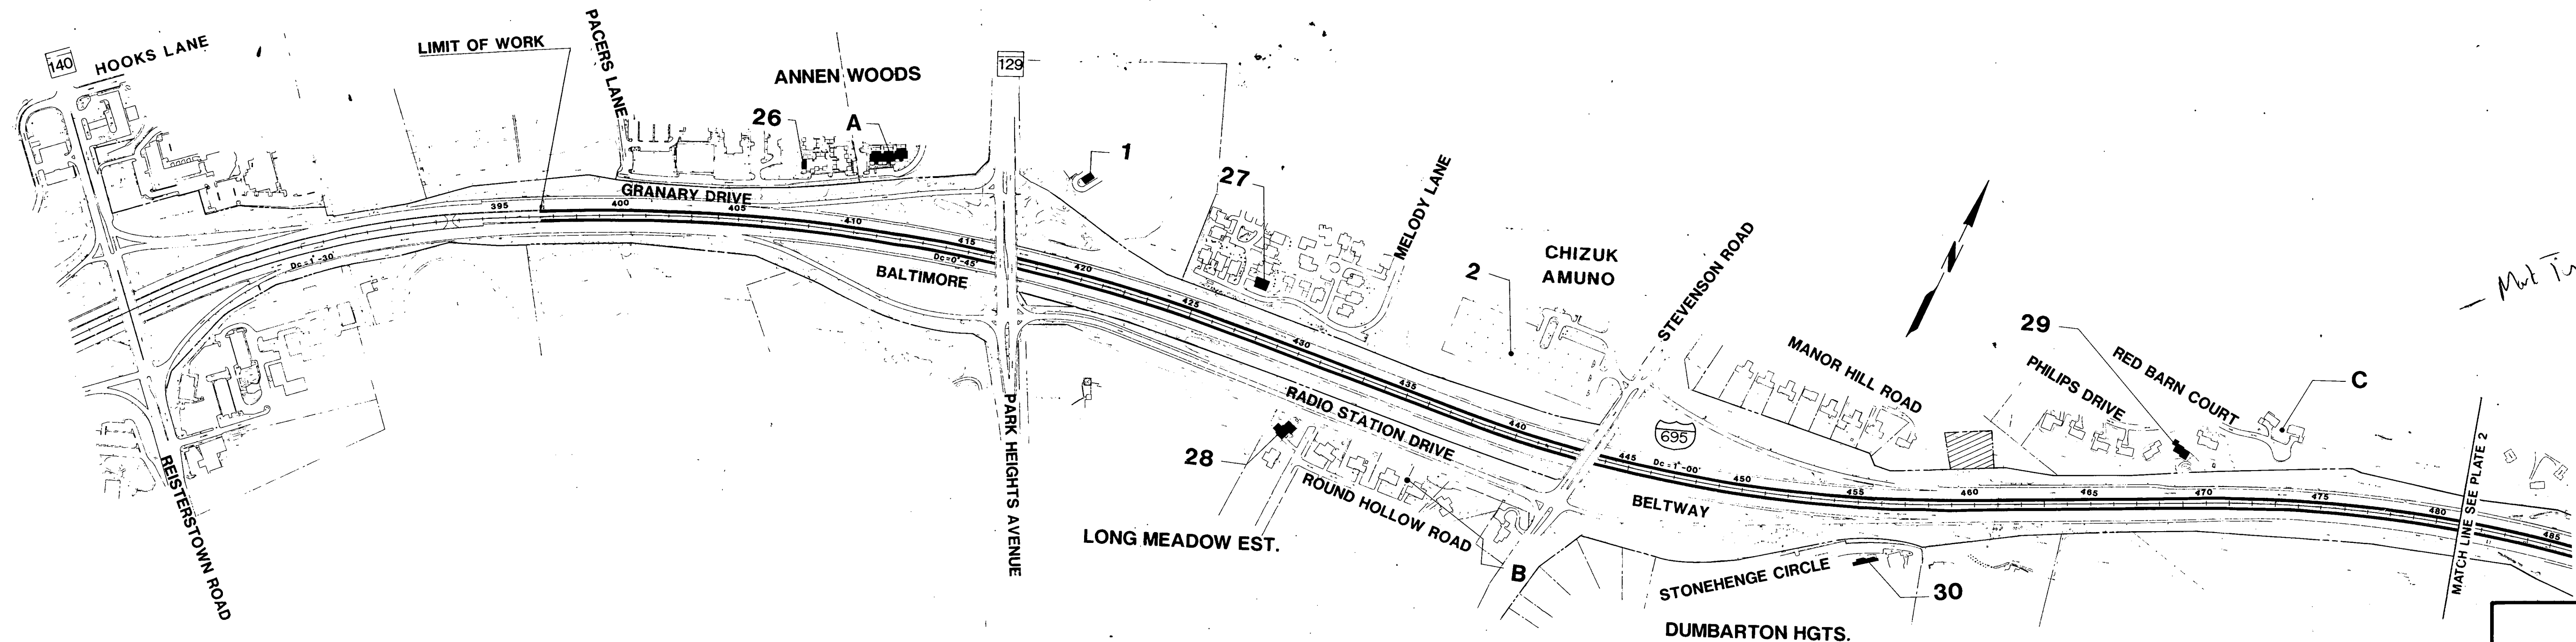 140
HOOKS LANE
LIMIT OF WORK
PACERS LANE
ANNEN WOODS
26
A
129
1
27
MELODY LANE
2
CHIZUK
AMUNO
STEVENSON ROAD
29
MANOR HILL ROAD
PHILIPS DRIVE
RED BARN COURT
C
GRANARY DRIVE
395
400
405
410
415
420
425
430
435
440
445
450
455
460
465
470
475
480
485
Dc=1°-30'
Dc=0°-45'
Dc=1°-00'
BALTIMORE
695
BELTWAY
RADIO STATION DRIVE
PARK HEIGHTS AVENUE
REISTERSTOWN ROAD
28
ROUND HOLLOW ROAD
LONG MEADOW EST.
B
STONEHENGE CIRCLE
30
DUMBARTON HGTS.
MATCH LINE SEE PLATE 2